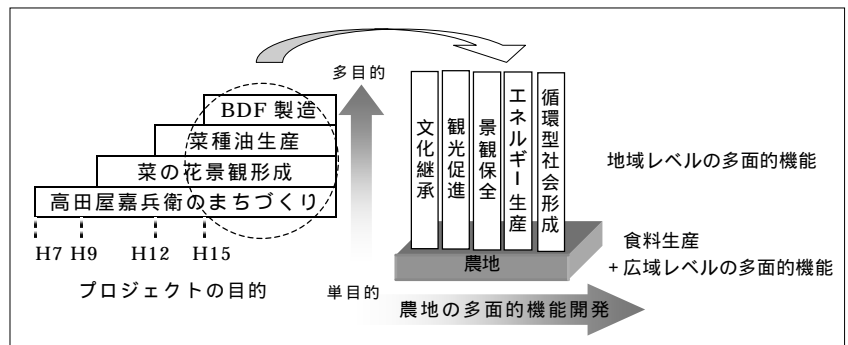 BDF 製造
菜種油生産
菜の花景観形成
高田屋嘉兵衛のまちづくり
H7 H9 H12 H15
プロジェクトの目的
多目的
単目的
文化継承
観光促進
景観保全
エネルギー生産
循環型社会形成
農地
農地の多面的機能開発
地域レベルの多面的機能
食料生産
+ 広域レベルの多面的機能